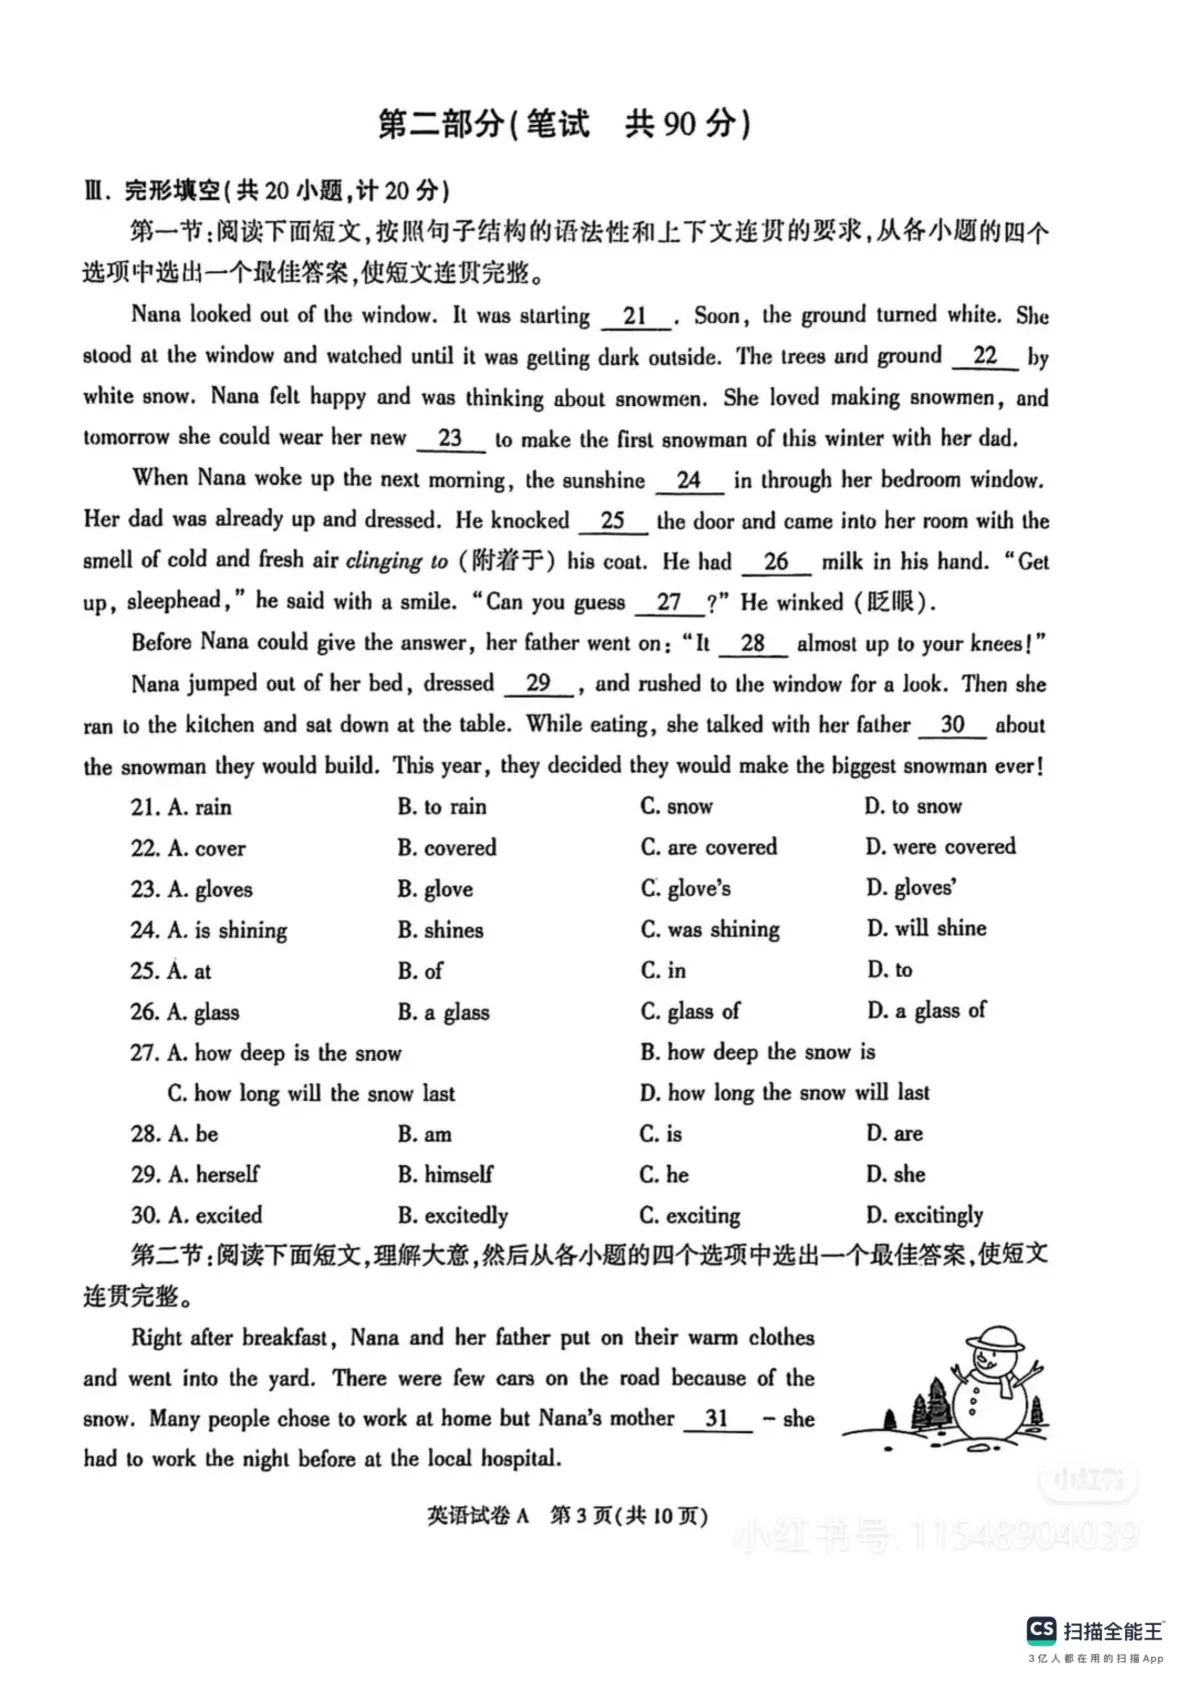 第二部分(笔试 共90分)
Ⅲ. 完形填空(共20小题,计20分)
第一节:阅读下面短文,按照句子结构的语法性和上下文连贯的要求,从各小题的四个
选项中选出一个最佳答案,使短文连贯完整。
Nana looked out of the window. It was starting 21 . Soon, the ground turned white. She
stood at the window and watched until it was getting dark outside. The trees and ground 22 by
white snow. Nana felt happy and was thinking about snowmen. She loved making snowmen, and
tomorrow she could wear her new 23 to make the first snowman of this winter with her dad.
When Nana woke up the next morning, the sunshine 24 in through her bedroom window.
Her dad was already up and dressed. He knocked 25 the door and came into her room with the
smell of cold and fresh air clinging to (附着于) his coat. He had 26 milk in his hand. “Get
up, sleephead,” he said with a smile. “Can you guess 27 ?” He winked (眨眼).
Before Nana could give the answer, her father went on: “It 28 almost up to your knees!”
Nana jumped out of her bed, dressed 29 , and rushed to the window for a look. Then she
ran to the kitchen and sat down at the table. While eating, she talked with her father 30 about
the snowman they would build. This year, they decided they would make the biggest snowman ever!
21. A. rain B. to rain C. snow D. to snow
22. A. cover B. covered C. are covered D. were covered
23. A. gloves B. glove C. glove’s D. gloves’
24. A. is shining B. shines C. was shining D. will shine
25. A. at B. of C. in D. to
26. A. glass B. a glass C. glass of D. a glass of
27. A. how deep is the snow B. how deep the snow is
C. how long will the snow last D. how long the snow will last
28. A. be B. am C. is D. are
29. A. herself B. himself C. he D. she
30. A. excited B. excitedly C. exciting D. excitingly
第二节:阅读下面短文,理解大意,然后从各小题的四个选项中选出一个最佳答案,使短文
连贯完整。
Right after breakfast, Nana and her father put on their warm clothes
and went into the yard. There were few cars on the road because of the
snow. Many people chose to work at home but Nana’s mother 31 – she
had to work the night before at the local hospital.
英语试卷A 第3页(共10页)
小红书
小红书号: 11548904039
CS 扫描全能王™
3亿人都在用的扫描App